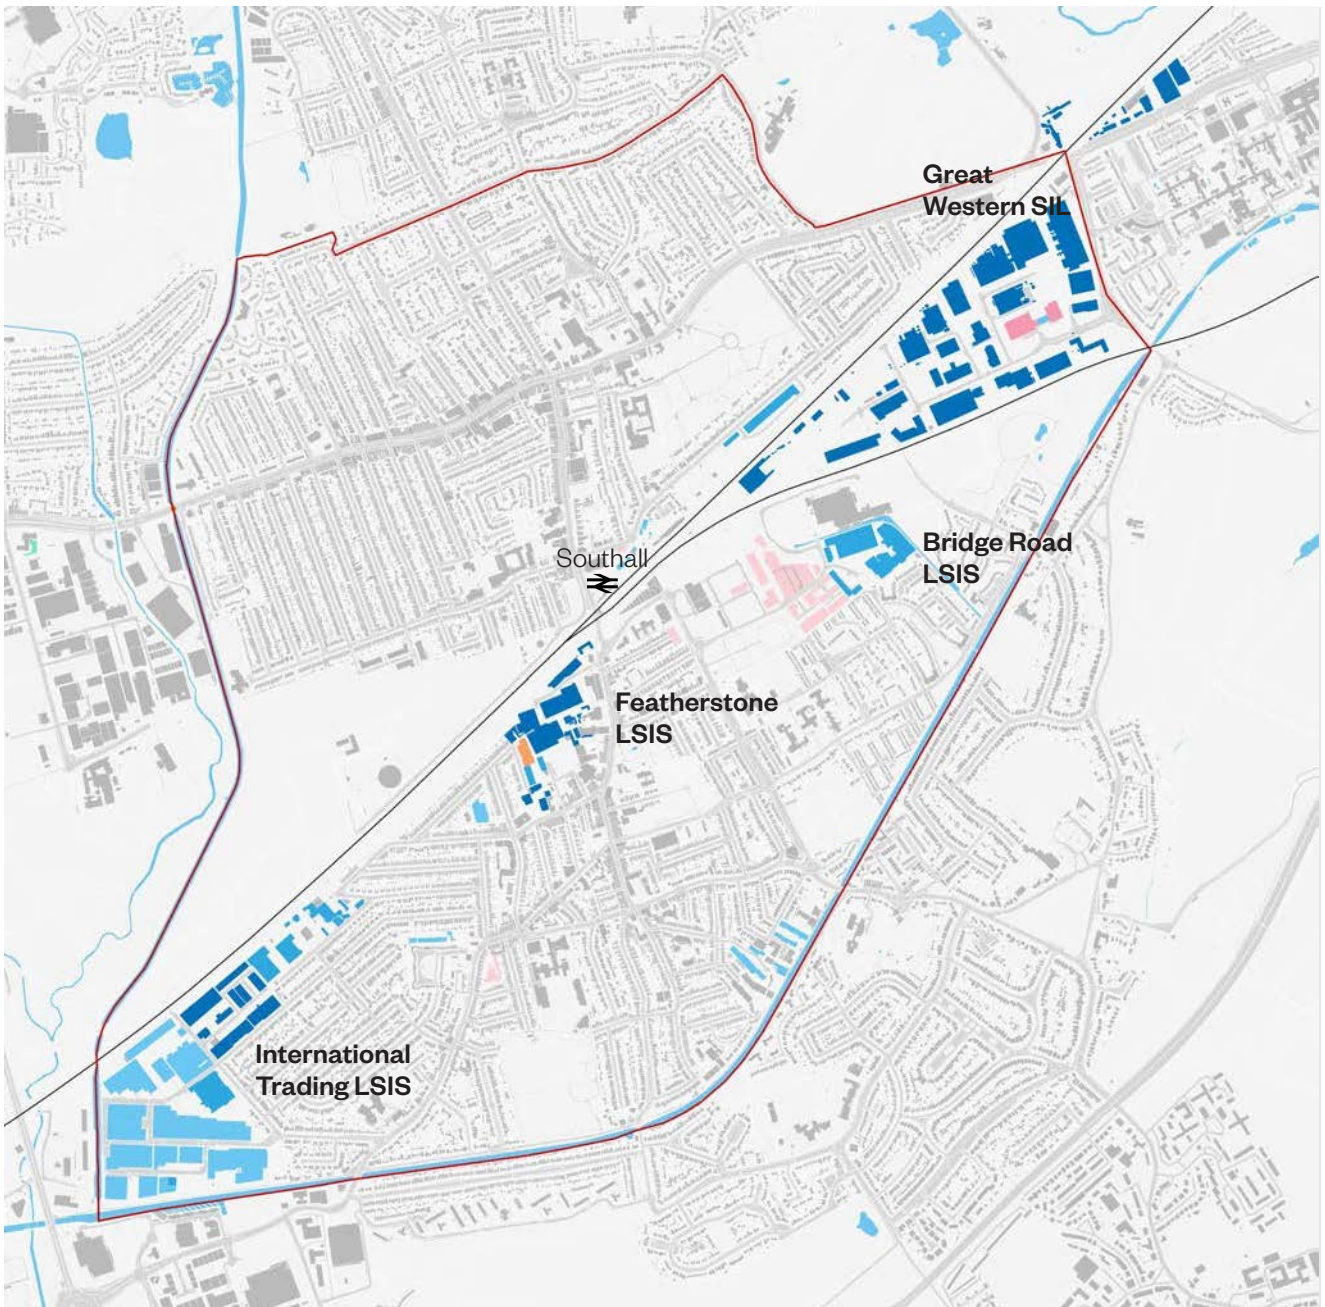 Great
Western SIL
Southall
Bridge Road
LSIS
Featherstone
LSIS
International
Trading LSIS